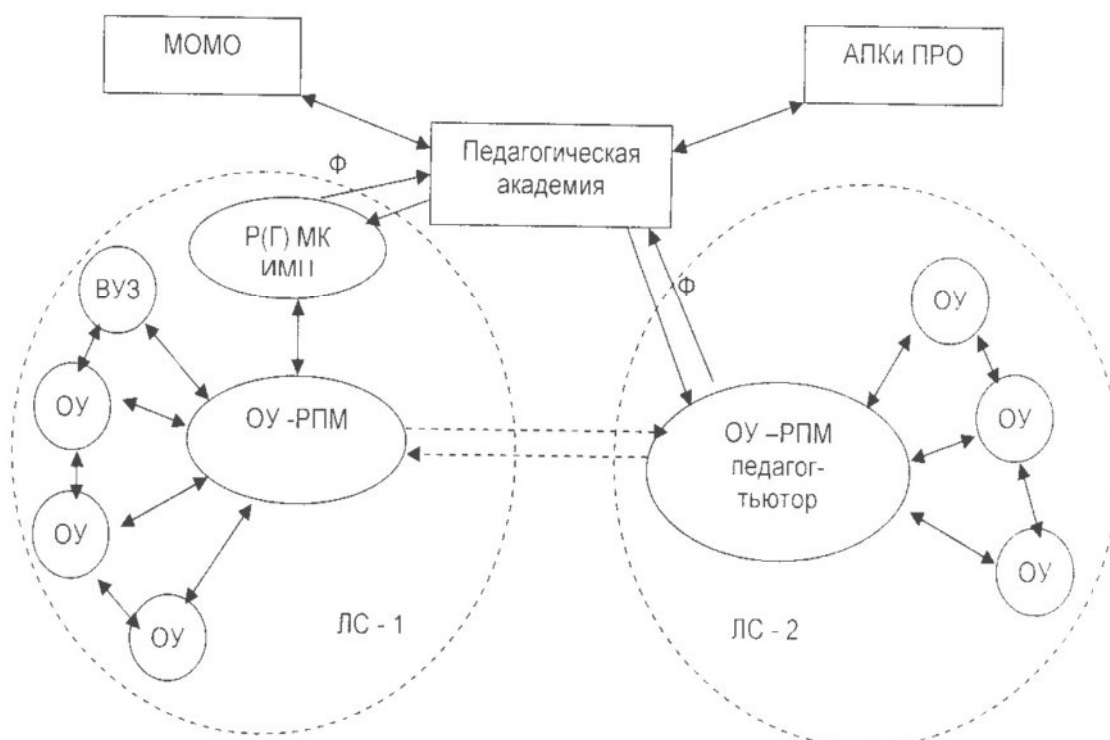 МОМО
АПКи ПРО
Педагогическая
академия
Ф
Р(Г) МК
ИМЦ
ВУЗ
ОУ
ОУ
ОУ
ОУ -РПМ
ЛС - 1
Ф
ОУ –РПМ
педагог-
тьютор
ОУ
ОУ
ОУ
ЛС - 2